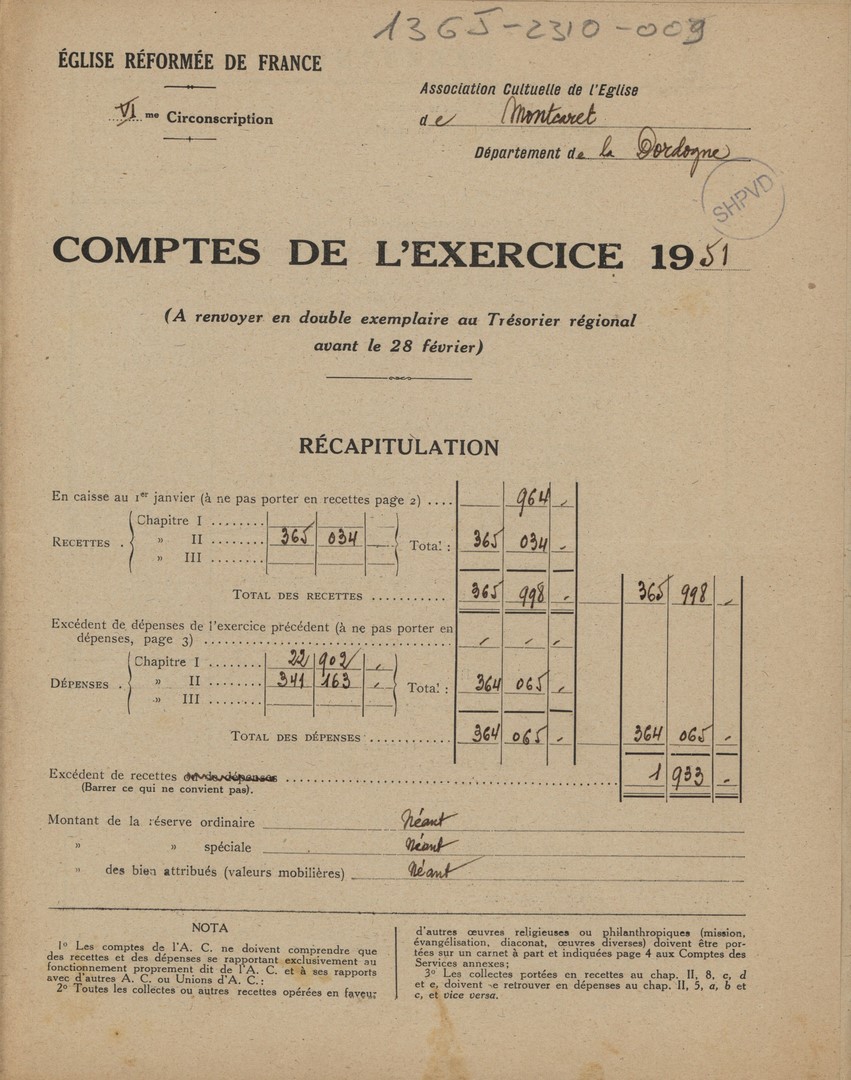 1365-2310-009
ÉGLISE RÉFORMÉE DE FRANCE
VI me Circonscription
Association Cultuelle de l'Eglise
de Montcaret
Département de la Dordogne
SHPVD
COMPTES DE L'EXERCICE 1951
(A renvoyer en double exemplaire au Trésorier régional
avant le 28 février)
RÉCAPITULATION
En caisse au 1er janvier (à ne pas porter en recettes page 2) .... 964 -
Chapitre I ........
RECETTES . » II ........ 365 034 Total : 365 034 -
» III ........
TOTAL DES RECETTES .......... 365 998 - 365 998 -
Excédent de dépenses de l'exercice précédent (à ne pas porter en
dépenses, page 3) .................... - - -
Chapitre I ........ 22 902 -
DÉPENSES . » II ........ 341 163 - Total : 364 065 -
» III ........
TOTAL DES DÉPENSES ........... 364 065 - 364 065 -
Excédent de recettes ou de dépenses .................... 1 933 -
(Barrer ce qui ne convient pas).
Montant de la réserve ordinaire Néant
» » spéciale Néant
» des bien attribués (valeurs mobilières) Néant
NOTA
1° Les comptes de l'A. C. ne doivent comprendre que
des recettes et des dépenses se rapportant exclusivement au
fonctionnement proprement dit de l'A. C. et à ses rapports
avec d'autres A. C. ou Unions d'A. C. ;
2° Toutes les collectes ou autres recettes opérées en faveur
d'autres œuvres religieuses ou philanthropiques (mission,
évangélisation, diaconat, œuvres diverses) doivent être por-
tées sur un carnet à part et indiquées page 4 aux Comptes des
Services annexes ;
3° Les collectes portées en recettes au chap. II, 8, c, d
et e, doivent se retrouver en dépenses au chap. II, 5, a, b et
c, et vice versa.